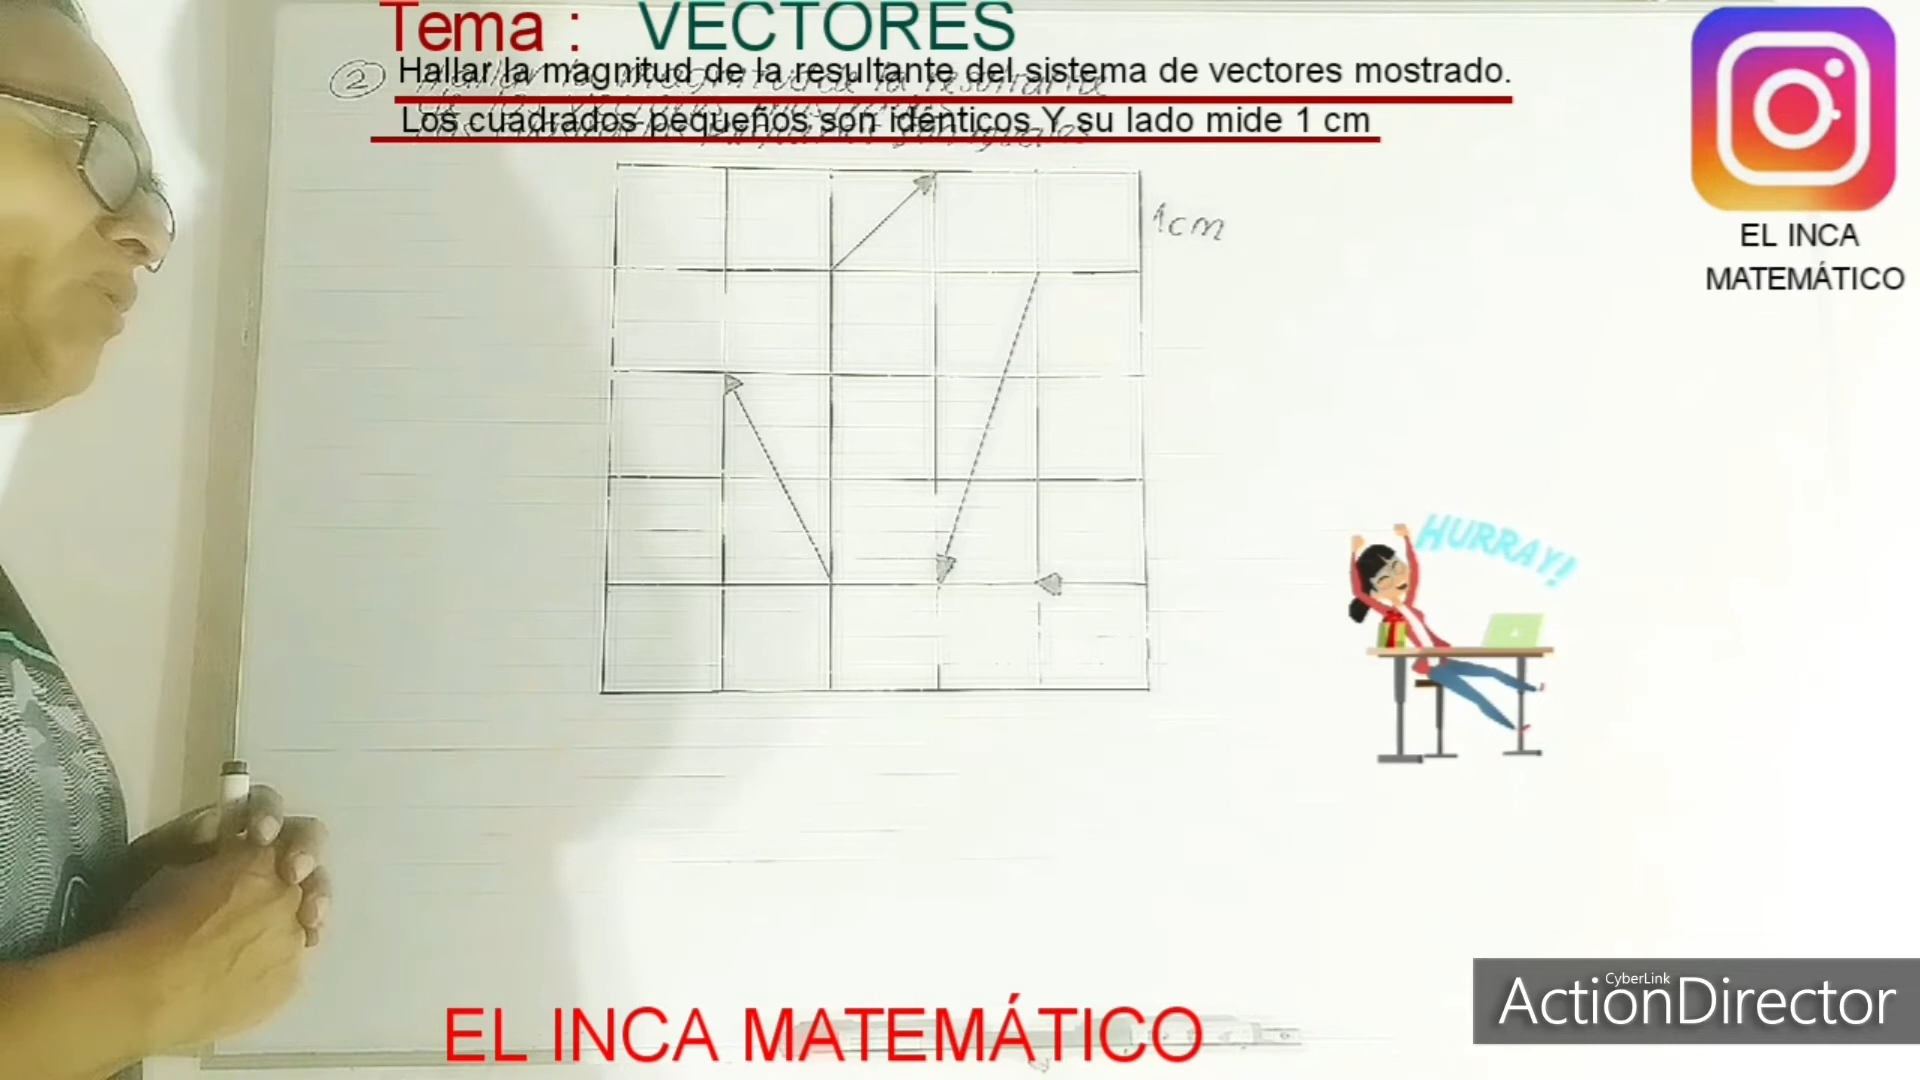 Tema : VECTORES
2 Hallar la magnitud de la resultante del sistema de vectores mostrado.
Los cuadrados pequeños son idénticos Y su lado mide 1 cm
1cm
EL INCA
MATEMÁTICO
HURRAY!
EL INCA MATEMÁTICO
CyberLink
ActionDirector